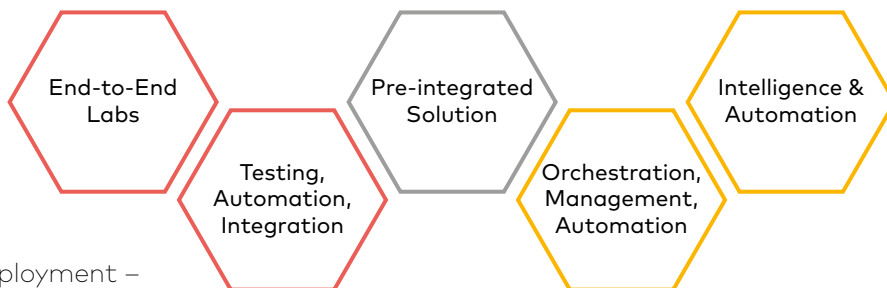 End-to-End
Labs
Pre-integrated
Solution
Intelligence &
Automation
Testing,
Automation,
Integration
Orchestration,
Management,
Automation
ployment –